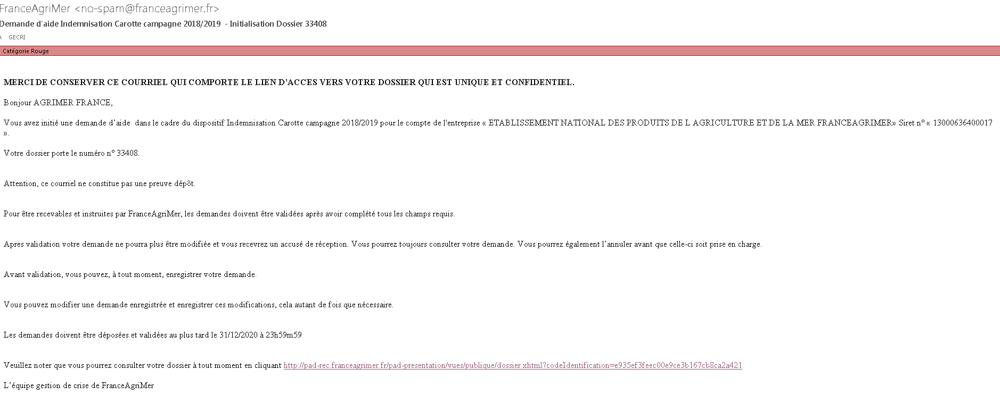 FranceAgriMer <no-spam@franceagrimer.fr>
Demande d'aide Indemnisation Carotte campagne 2018/2019 - Initialisation Dossier 33408
À GECRI
Catégorie Rouge
MERCI DE CONSERVER CE COURRIEL QUI COMPORTE LE LIEN D'ACCES VERS VOTRE DOSSIER QUI EST UNIQUE ET CONFIDENTIEL.
Bonjour AGRIMER FRANCE,
Vous avez initié une demande d'aide dans le cadre du dispositif Indemnisation Carotte campagne 2018/2019 pour le compte de l'entreprise « ETABLISSEMENT NATIONAL DES PRODUITS DE L AGRICULTURE ET DE LA MER FRANCEAGRIMER» Siret n° « 13000636400017
».
Votre dossier porte le numéro n° 33408.
Attention, ce courriel ne constitue pas une preuve dépôt.
Pour être recevables et instruites par FranceAgriMer, les demandes doivent être validées après avoir complété tous les champs requis.
Apres validation votre demande ne pourra plus être modifiée et vous recevrez un accusé de réception. Vous pourrez toujours consulter votre demande. Vous pourrez également l'annuler avant que celle-ci soit prise en charge.
Avant validation, vous pouvez, à tout moment, enregistrer votre demande.
Vous pouvez modifier une demande enregistrée et enregistrer ces modifications, cela autant de fois que nécessaire.
Les demandes doivent être déposées et validées au plus tard le 31/12/2020 à 23h59m59
Veuillez noter que vous pourrez consulter votre dossier à tout moment en cliquant http://pad-rec.franceagrimer.fr/pad-presentation/vues/publique/dossier.xhtml?codeIdentification=e935ef3feec00e9ce3b167cb8ca2a421
L'équipe gestion de crise de FranceAgriMer